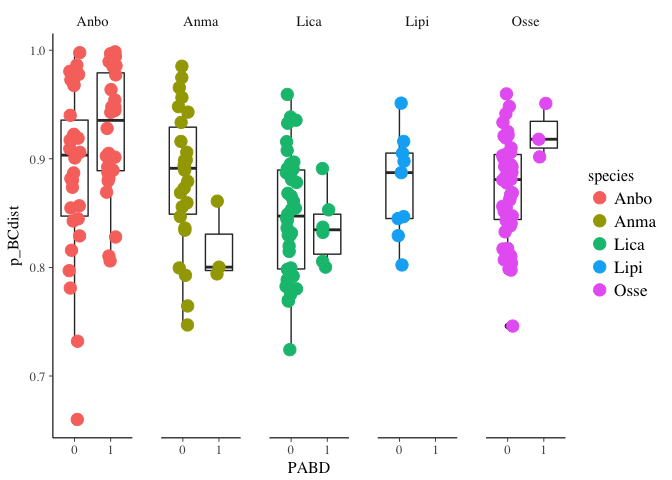 Anbo Anma Lica Lipi Osse
1.0
0.9
0.8
0.7
p_BCdist
0 1 0 1 0 1 0 1 0 1
PABD
species
Anbo
Anma
Lica
Lipi
Osse